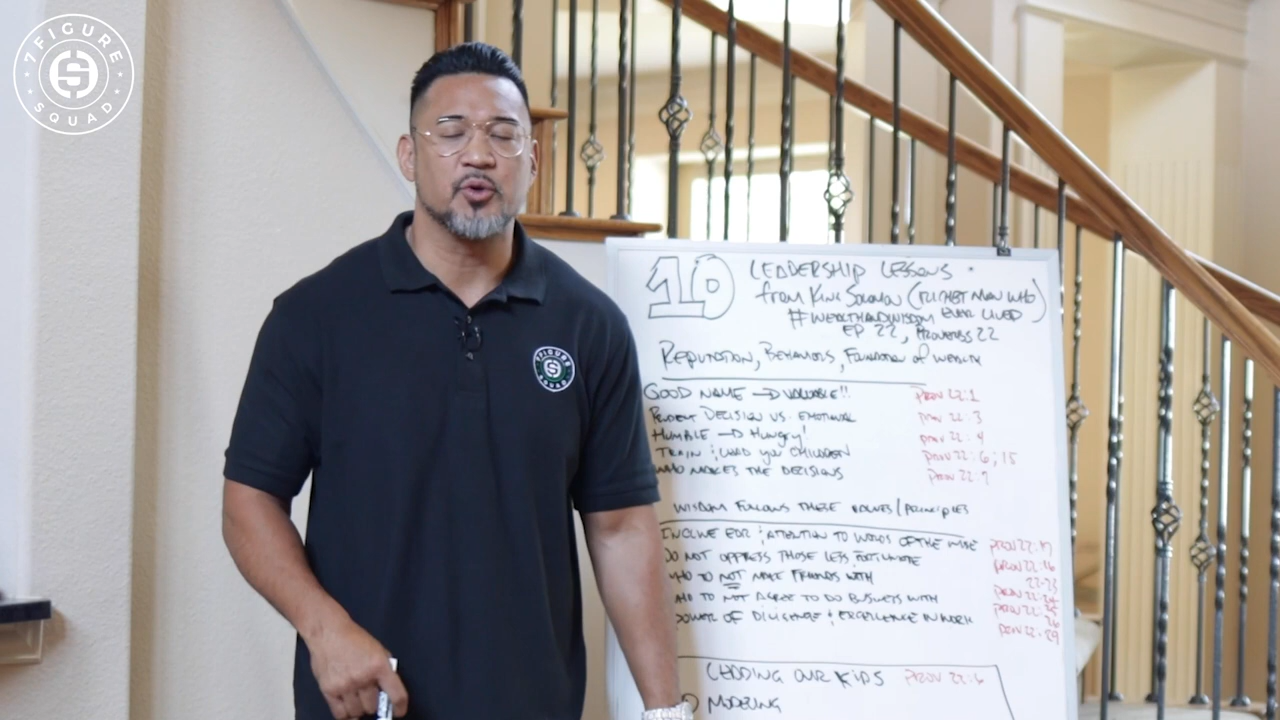 7 FIGURE SQUAD
7 FIGURE SQUAD
10 LEADERSHIP LESSONS
from KING SOLOMON (RICHEST MAN WHO EVER LIVED)
#WEALTHANDWISDOM
EP 22, PROVERBS 22
REPUTATION, BEHAVIORS, FOUNDATION of WEALTH
GOOD NAME → VALUABLE!! PROV 22:1
DECISION VS. EMOTIONAL PROV 22:3
HUMBLE → HUNGRY! PROV 22:4
TRAIN & LEAD YOUR CHILDREN PROV 22:6; 15
WHO MAKES THE DECISIONS PROV 22:7
WISDOM FOLLOWS THESE VALUES/PRINCIPLES
INCLINE EAR & ATTENTION TO WORDS OF THE WISE PROV 22:17
DO NOT OPPRESS THOSE LESS FORTUNATE PROV 22:16
WHO TO NOT MAKE FRIENDS WITH 22-23
WHO TO NOT AGREE TO DO BUSINESS WITH PROV 22:24
POWER OF DILIGENCE & EXCELLENCE IN WORK PROV 22:25
26
PROV 22:29
LEADING OUR KIDS PROV 22:6
MODELING